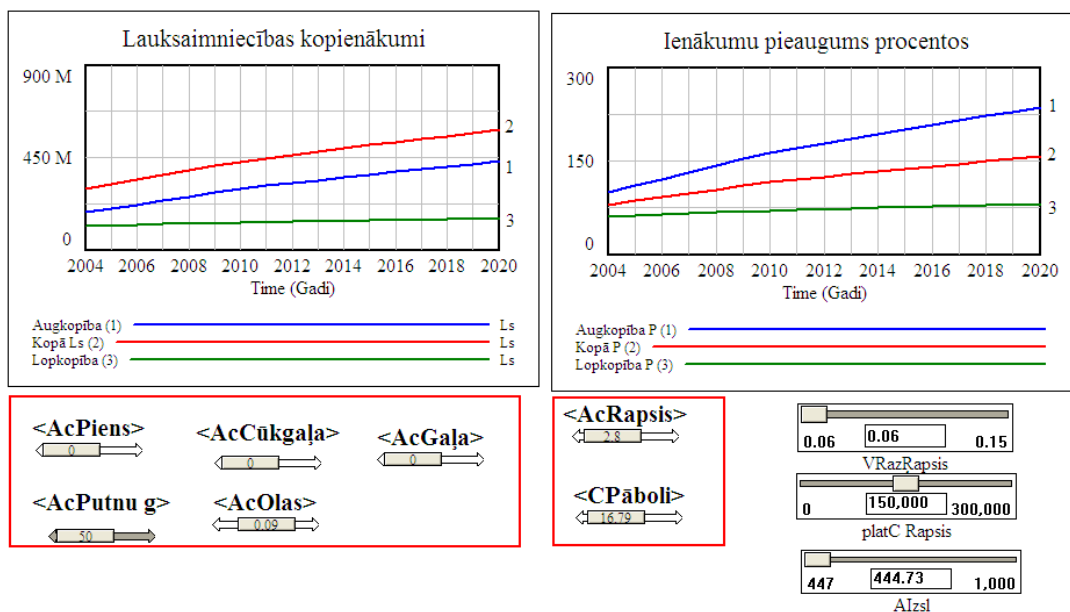 Lauksaimniecības kopienākumi
900 M
450 M
0
2
1
3
2004 2006 2008 2010 2012 2014 2016 2018 2020
Time (Gadi)
Augkopība (1) Ls
Kopā Ls (2) Ls
Lopkopība (3) Ls
Ienākumu pieaugums procentos
300
150
0
1
2
3
2004 2006 2008 2010 2012 2014 2016 2018 2020
Time (Gadi)
Augkopība P (1)
Kopā P (2)
Lopkopība P (3)
<AcPiens>
0
<AcCūkgaļa>
0
<AcGaļa>
0
<AcPutnu g>
50
<AcOlas>
0.09
<AcRapsis>
2.8
<CPāboli>
16.79
0.06 0.06 0.15
VRazRapsis
0 150,000 300,000
platC Rapsis
447 444.73 1,000
AIzsl